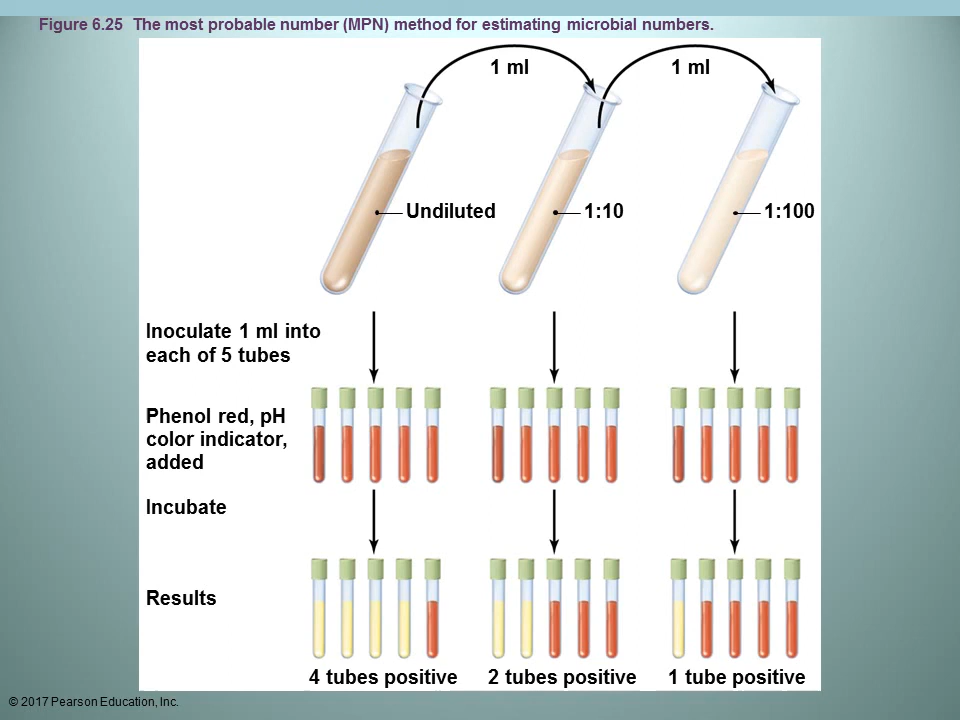 Figure 6.25 The most probable number (MPN) method for estimating microbial numbers.
1 ml
1 ml
Undiluted
1:10
1:100
Inoculate 1 ml into
each of 5 tubes
Phenol red, pH
color indicator,
added
Incubate
Results
4 tubes positive
2 tubes positive
1 tube positive
© 2017 Pearson Education, Inc.